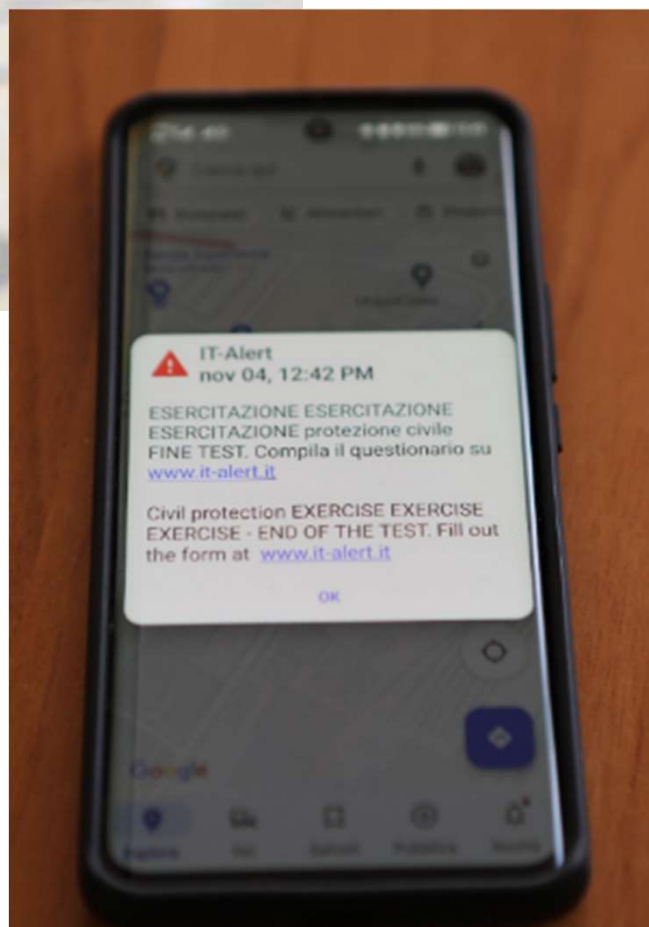 IT-Alert
nov 04, 12:42 PM
ESERCITAZIONE ESERCITAZIONE
ESERCITAZIONE protezione civile
FINE TEST. Compila il questionario su
www.it-alert.it
Civil protection EXERCISE EXERCISE
EXERCISE - END OF THE TEST. Fill out
the form at www.it-alert.it
OK
Google